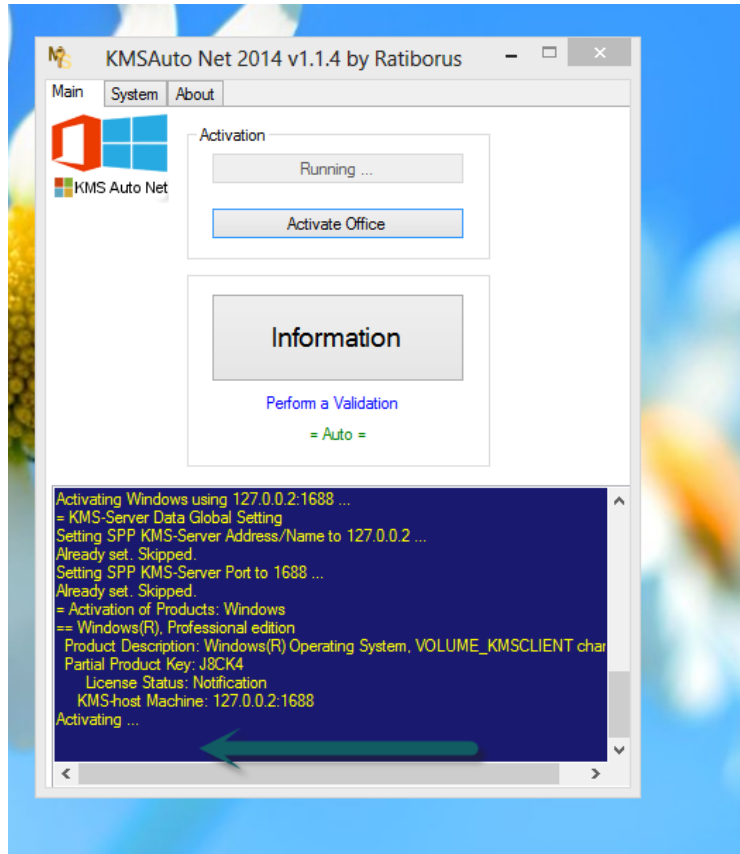 KMSAuto Net 2014 v1.1.4 by Ratiborus
Main System About
KMS Auto Net
Activation
Running ...
Activate Office
Information
Perform a Validation
= Auto =
Activating Windows using 127.0.0.2:1688 ...
= KMS-Server Data Global Setting
Setting SPP KMS-Server Address/Name to 127.0.0.2 ...
Already set. Skipped.
Setting SPP KMS-Server Port to 1688 ...
Already set. Skipped.
= Activation of Products: Windows
== Windows(R), Professional edition
Product Description: Windows(R) Operating System, VOLUME_KMSCLIENT char
Partial Product Key: J8CK4
License Status: Notification
KMS-host Machine: 127.0.0.2:1688
Activating ...